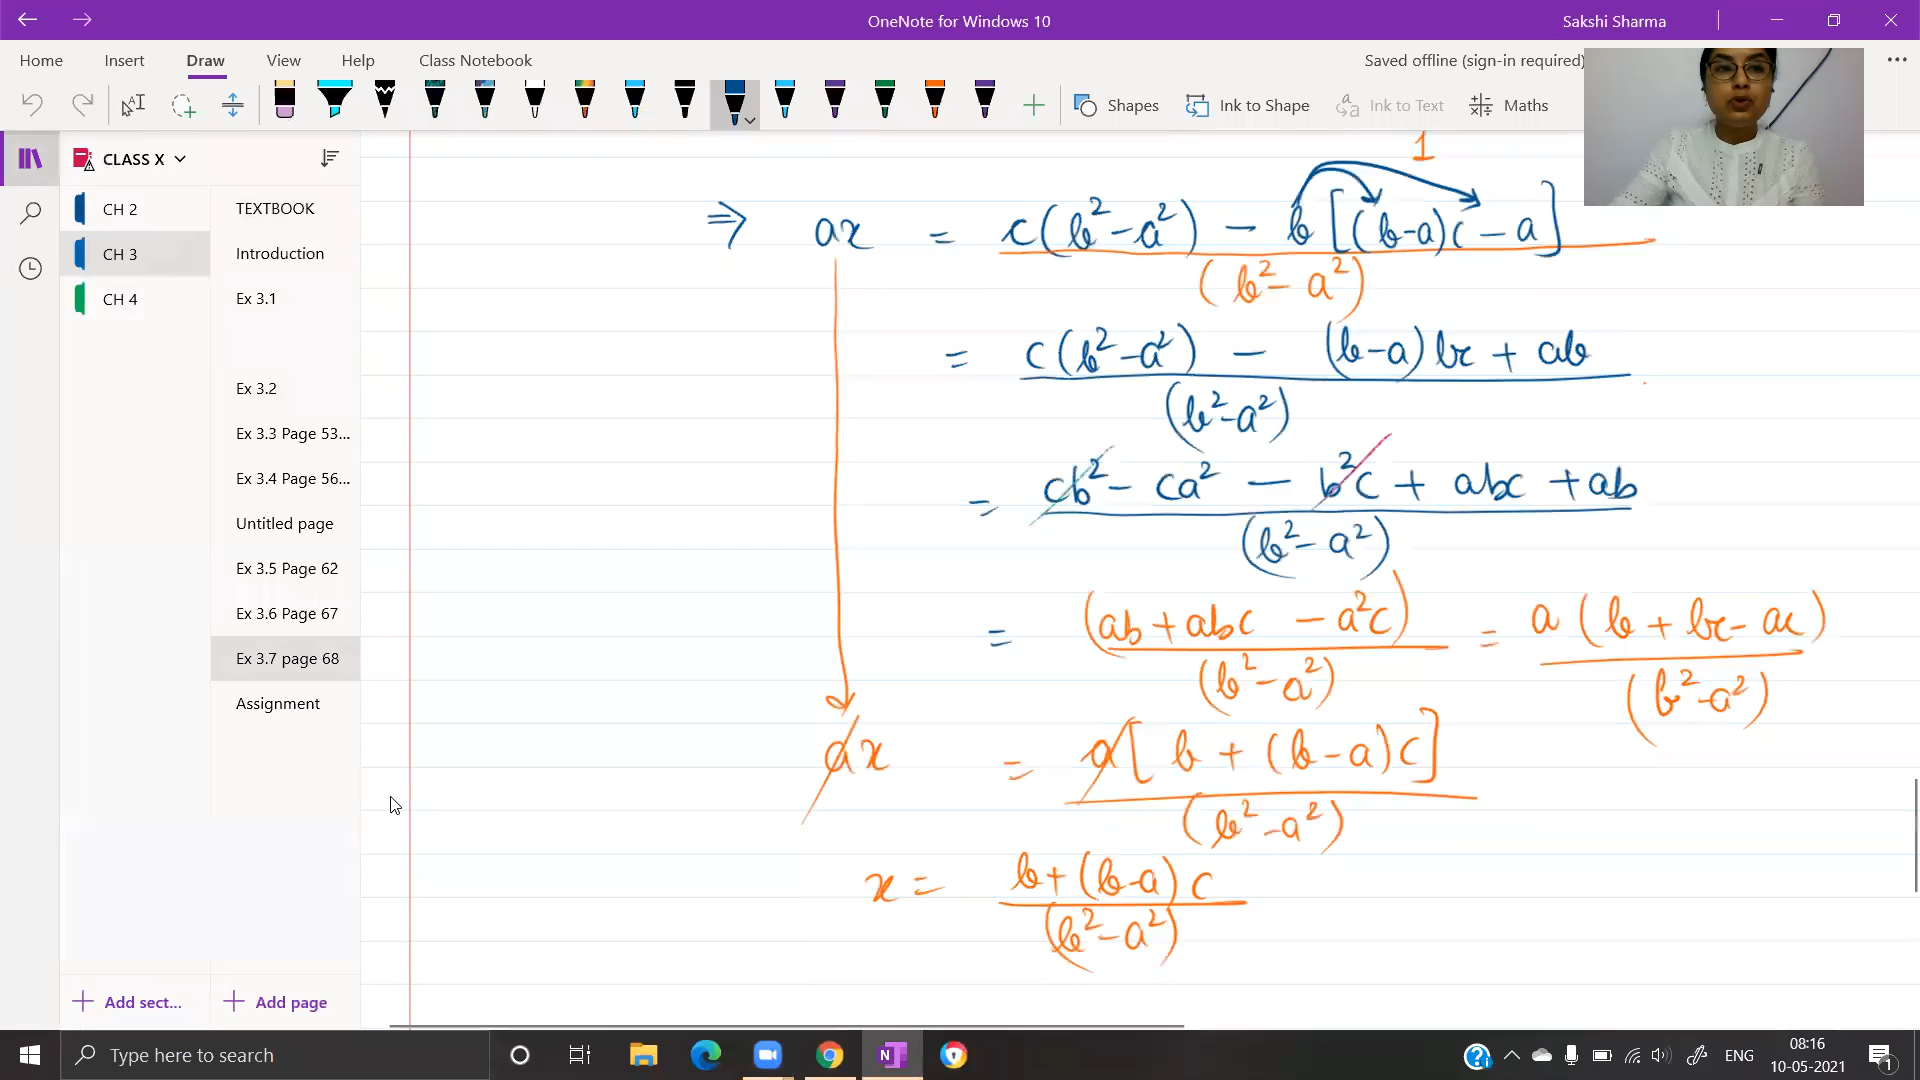 OneNote for Windows 10
Sakshi Sharma
Home Insert Draw View Help Class Notebook
Saved offline (sign-in required)
Shapes Ink to Shape Ink to Text Maths
CLASS X
CH 2
CH 3
CH 4
TEXTBOOK
Introduction
Ex 3.1
Ex 3.2
Ex 3.3 Page 53...
Ex 3.4 Page 56...
Untitled page
Ex 3.5 Page 62
Ex 3.6 Page 67
Ex 3.7 page 68
Assignment
Add sect...
Add page
1
⇒ ax = c(b²-a²) - b[(b-a)c - a]
(b²-a²)
= c(b²-a²) - (b-a)bc + ab
(b²-a²)
= cb² - ca² - b²c + abc + ab
(b²-a²)
= (ab+abc - a²c) = a(b+bc-ac)
(b²-a²) (b²-a²)
ax = a[b + (b-a)c]
(b²-a²)
x = b+(b-a)c
(b²-a²)
Type here to search
ENG
08:16
10-05-2021
1